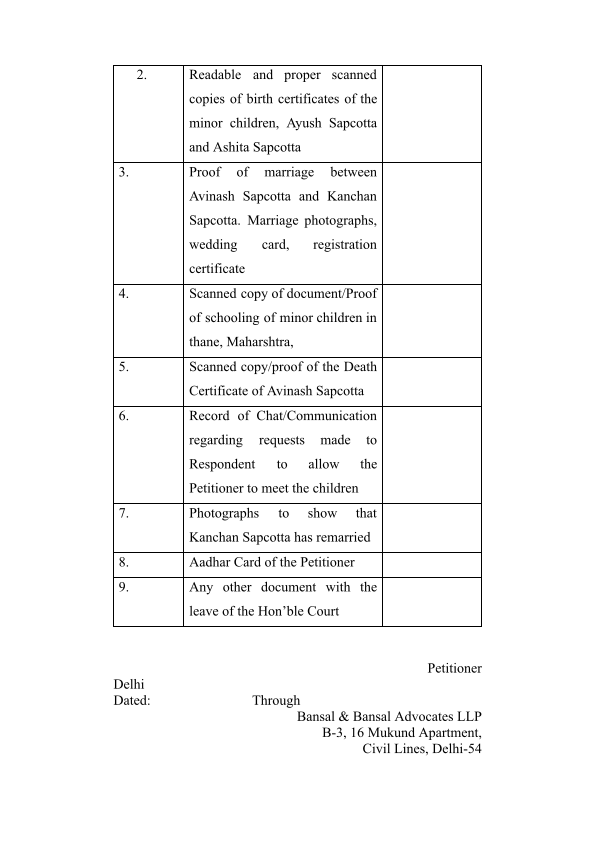 2.
Readable and proper scanned
copies of birth certificates of the
minor children, Ayush Sapcotta
and Ashita Sapcotta
3.
Proof of marriage between
Avinash Sapcotta and Kanchan
Sapcotta. Marriage photographs,
wedding card, registration
certificate
4.
Scanned copy of document/Proof
of schooling of minor children in
thane, Maharshtra,
5.
Scanned copy/proof of the Death
Certificate of Avinash Sapcotta
6.
Record of Chat/Communication
regarding requests made to
Respondent to allow the
Petitioner to meet the children
7.
Photographs to show that
Kanchan Sapcotta has remarried
8.
Aadhar Card of the Petitioner
9.
Any other document with the
leave of the Hon’ble Court
Petitioner
Delhi
Dated: Through
Bansal & Bansal Advocates LLP
B-3, 16 Mukund Apartment,
Civil Lines, Delhi-54